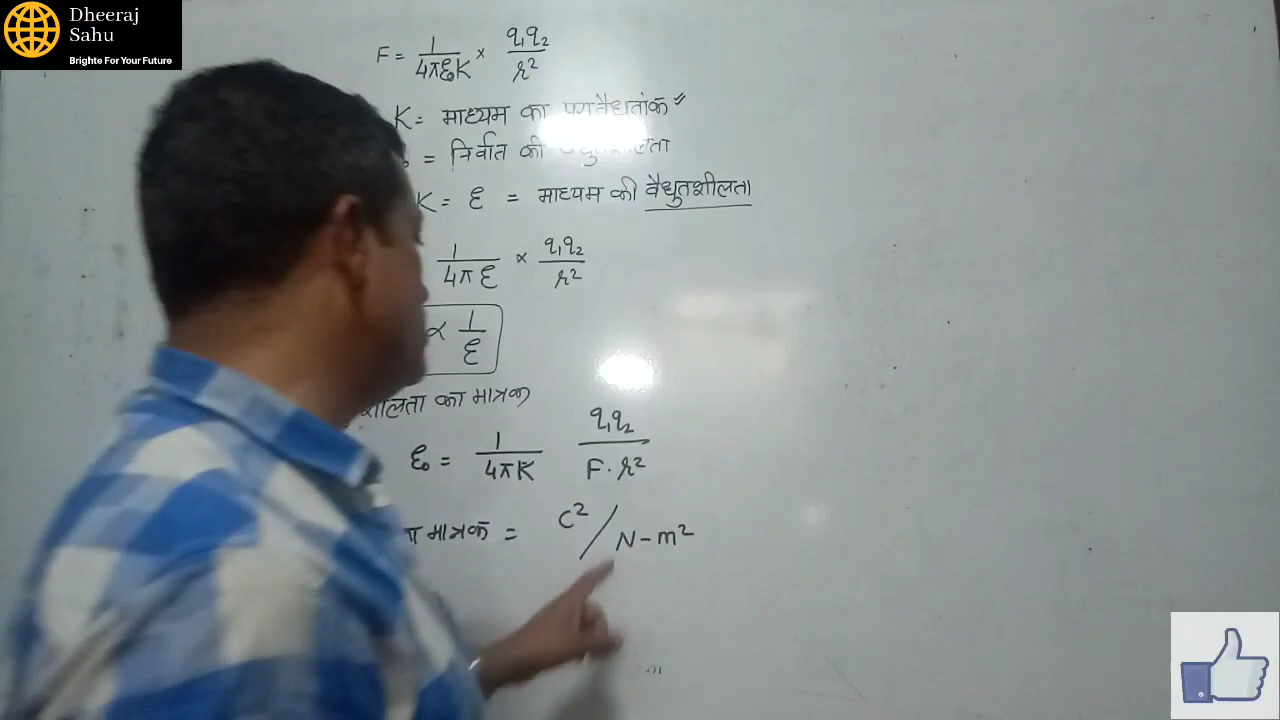 Dheeraj
Sahu
Brighte For Your Future
F = 1/4πε₀K × q₁q₂/r²
K = माध्यम का परावैधतांक
= निर्वात की
K = ε = माध्यम की वैधुतशीलता
1/4πε × q₁q₂/r²
∝ 1/ε
शीलता का मात्रक
ε₀ = 1/4πK q₁q₂/F·r²
मात्रक = C²/N-m²